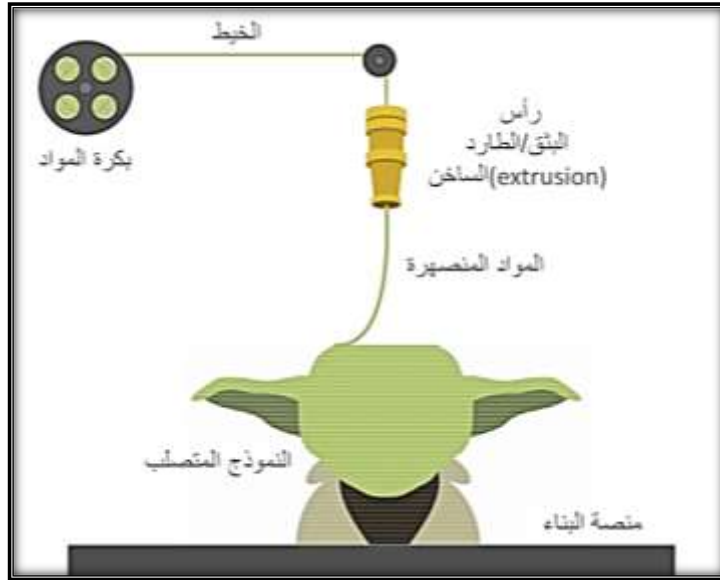 الخيط
بكرة المواد
رأس
البثق/الطارد
الساخن(extrusion)
المواد المنصهرة
النموذج المتصلب
منصة البناء